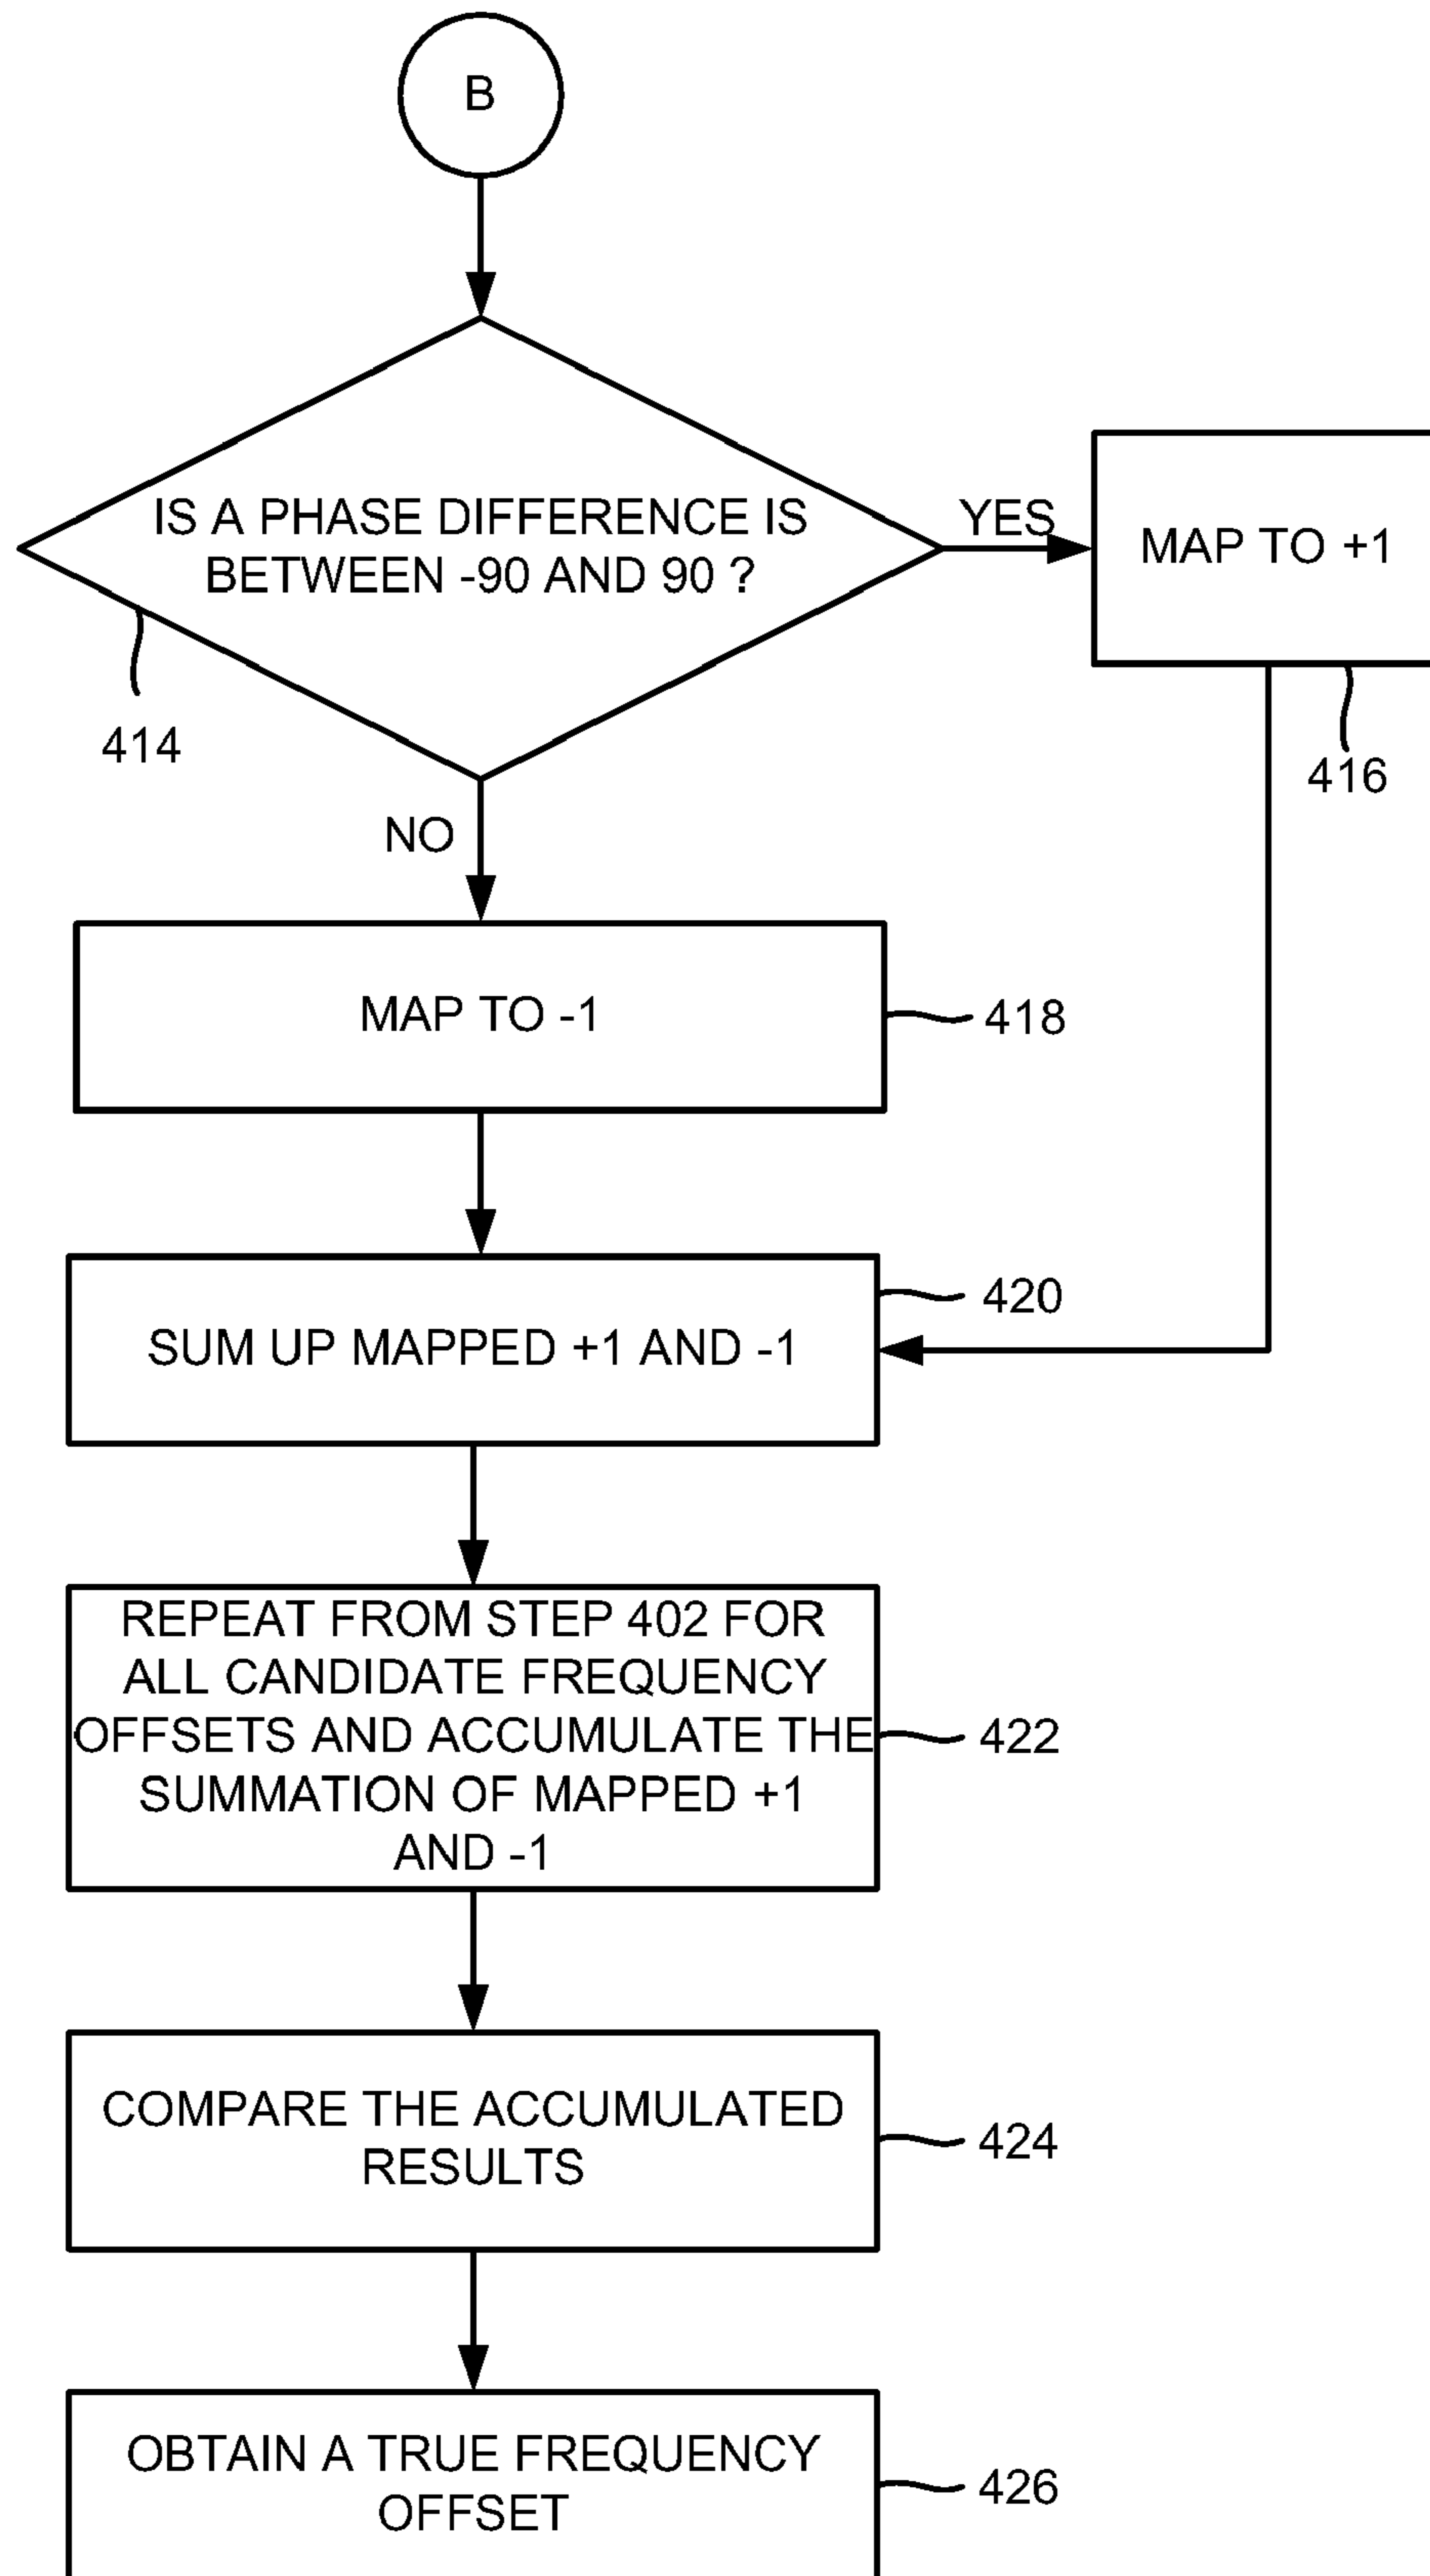 B
IS A PHASE DIFFERENCE IS
BETWEEN -90 AND 90 ?
YES
MAP TO +1
414
416
NO
MAP TO -1
418
420
SUM UP MAPPED +1 AND -1
REPEAT FROM STEP 402 FOR
ALL CANDIDATE FREQUENCY
OFFSETS AND ACCUMULATE THE
SUMMATION OF MAPPED +1
AND -1
422
COMPARE THE ACCUMULATED
RESULTS
424
OBTAIN A TRUE FREQUENCY
OFFSET
426